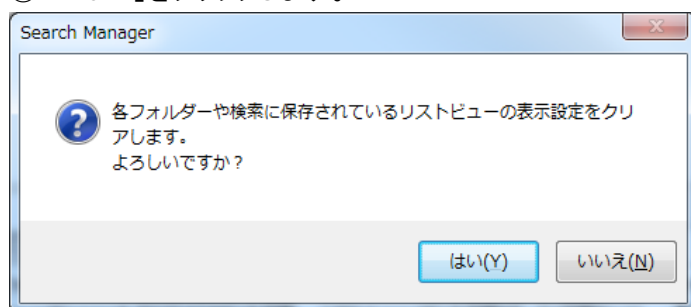 Search Manager
各フォルダーや検索に保存されているリストビューの表示設定をクリ
アします。
よろしいですか?
はい(Y)
いいえ(N)